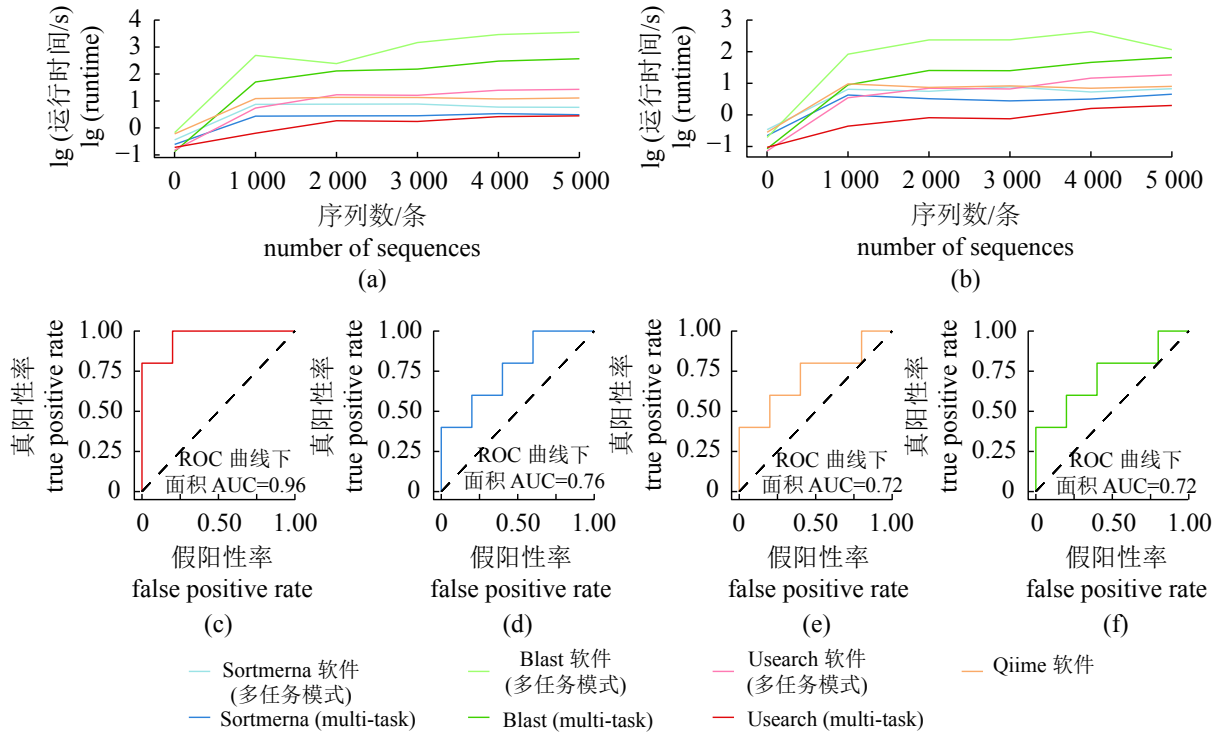 lg (运行时间/s)
lg (runtime)
4
3
2
1
0
−1
0
1 000
2 000
3 000
4 000
5 000
序列数/条
number of sequences
(a)
lg (运行时间/s)
lg (runtime)
3
2
1
0
−1
0
1 000
2 000
3 000
4 000
5 000
序列数/条
number of sequences
(b)
真阳性率
true positive rate
1.00
0.75
0.50
0.25
0
ROC 曲线下
面积 AUC=0.96
0
0.50
1.00
假阳性率
false positive rate
(c)
真阳性率
true positive rate
1.00
0.75
0.50
0.25
0
ROC 曲线下
面积 AUC=0.76
0
0.50
1.00
假阳性率
false positive rate
(d)
真阳性率
true positive rate
1.00
0.75
0.50
0.25
0
ROC 曲线下
面积 AUC=0.72
0
0.50
1.00
假阳性率
false positive rate
(e)
真阳性率
true positive rate
1.00
0.75
0.50
0.25
0
ROC 曲线下
面积 AUC=0.72
0
0.50
1.00
假阳性率
false positive rate
(f)
Sortmerna 软件
(多任务模式)
Blast 软件
(多任务模式)
Usearch 软件
(多任务模式)
Qiime 软件
Sortmerna (multi-task)
Blast (multi-task)
Usearch (multi-task)